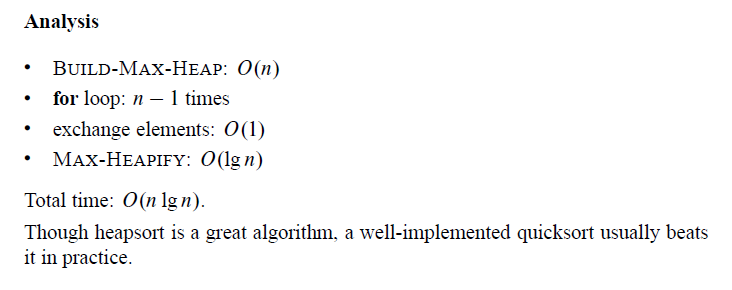 Analysis
• BUILD-MAX-HEAP: O(n)
• for loop: n − 1 times
• exchange elements: O(1)
• MAX-HEAPIFY: O(lg n)
Total time: O(n lg n).
Though heapsort is a great algorithm, a well-implemented quicksort usually beats
it in practice.